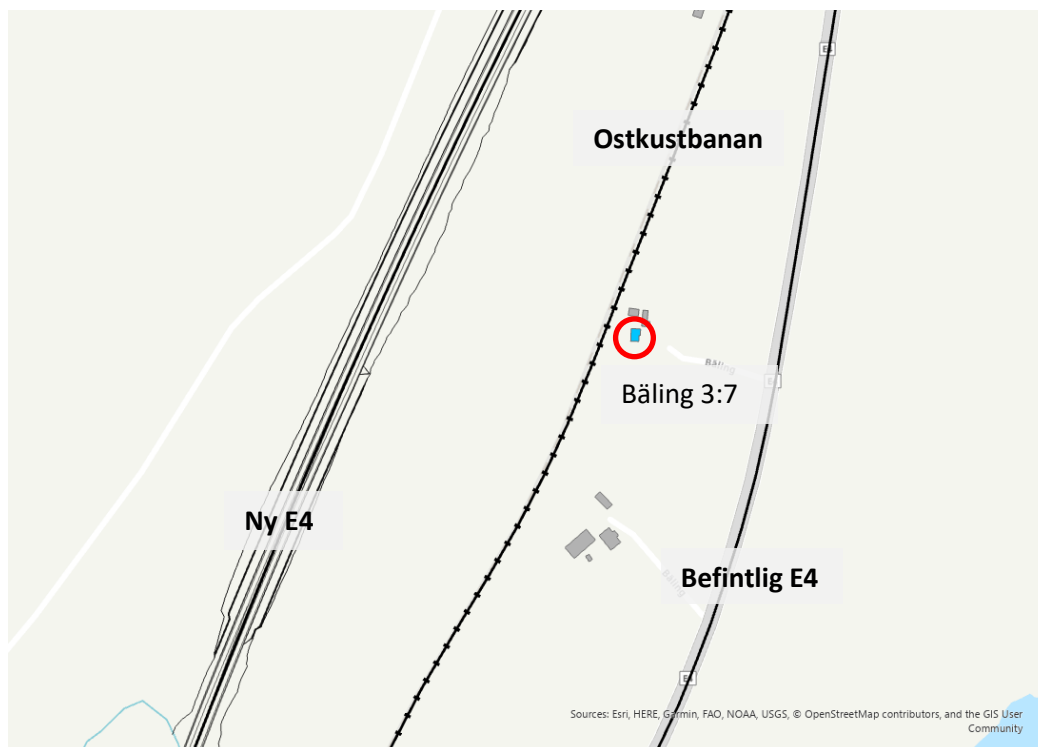 E4
Ostkustbanan
Bäling
E4
Bäling 3:7
Ny E4
Befintlig E4
Bäling
E4
Sources: Esri, HERE, Garmin, FAO, NOAA, USGS, © OpenStreetMap contributors, and the GIS User
Community